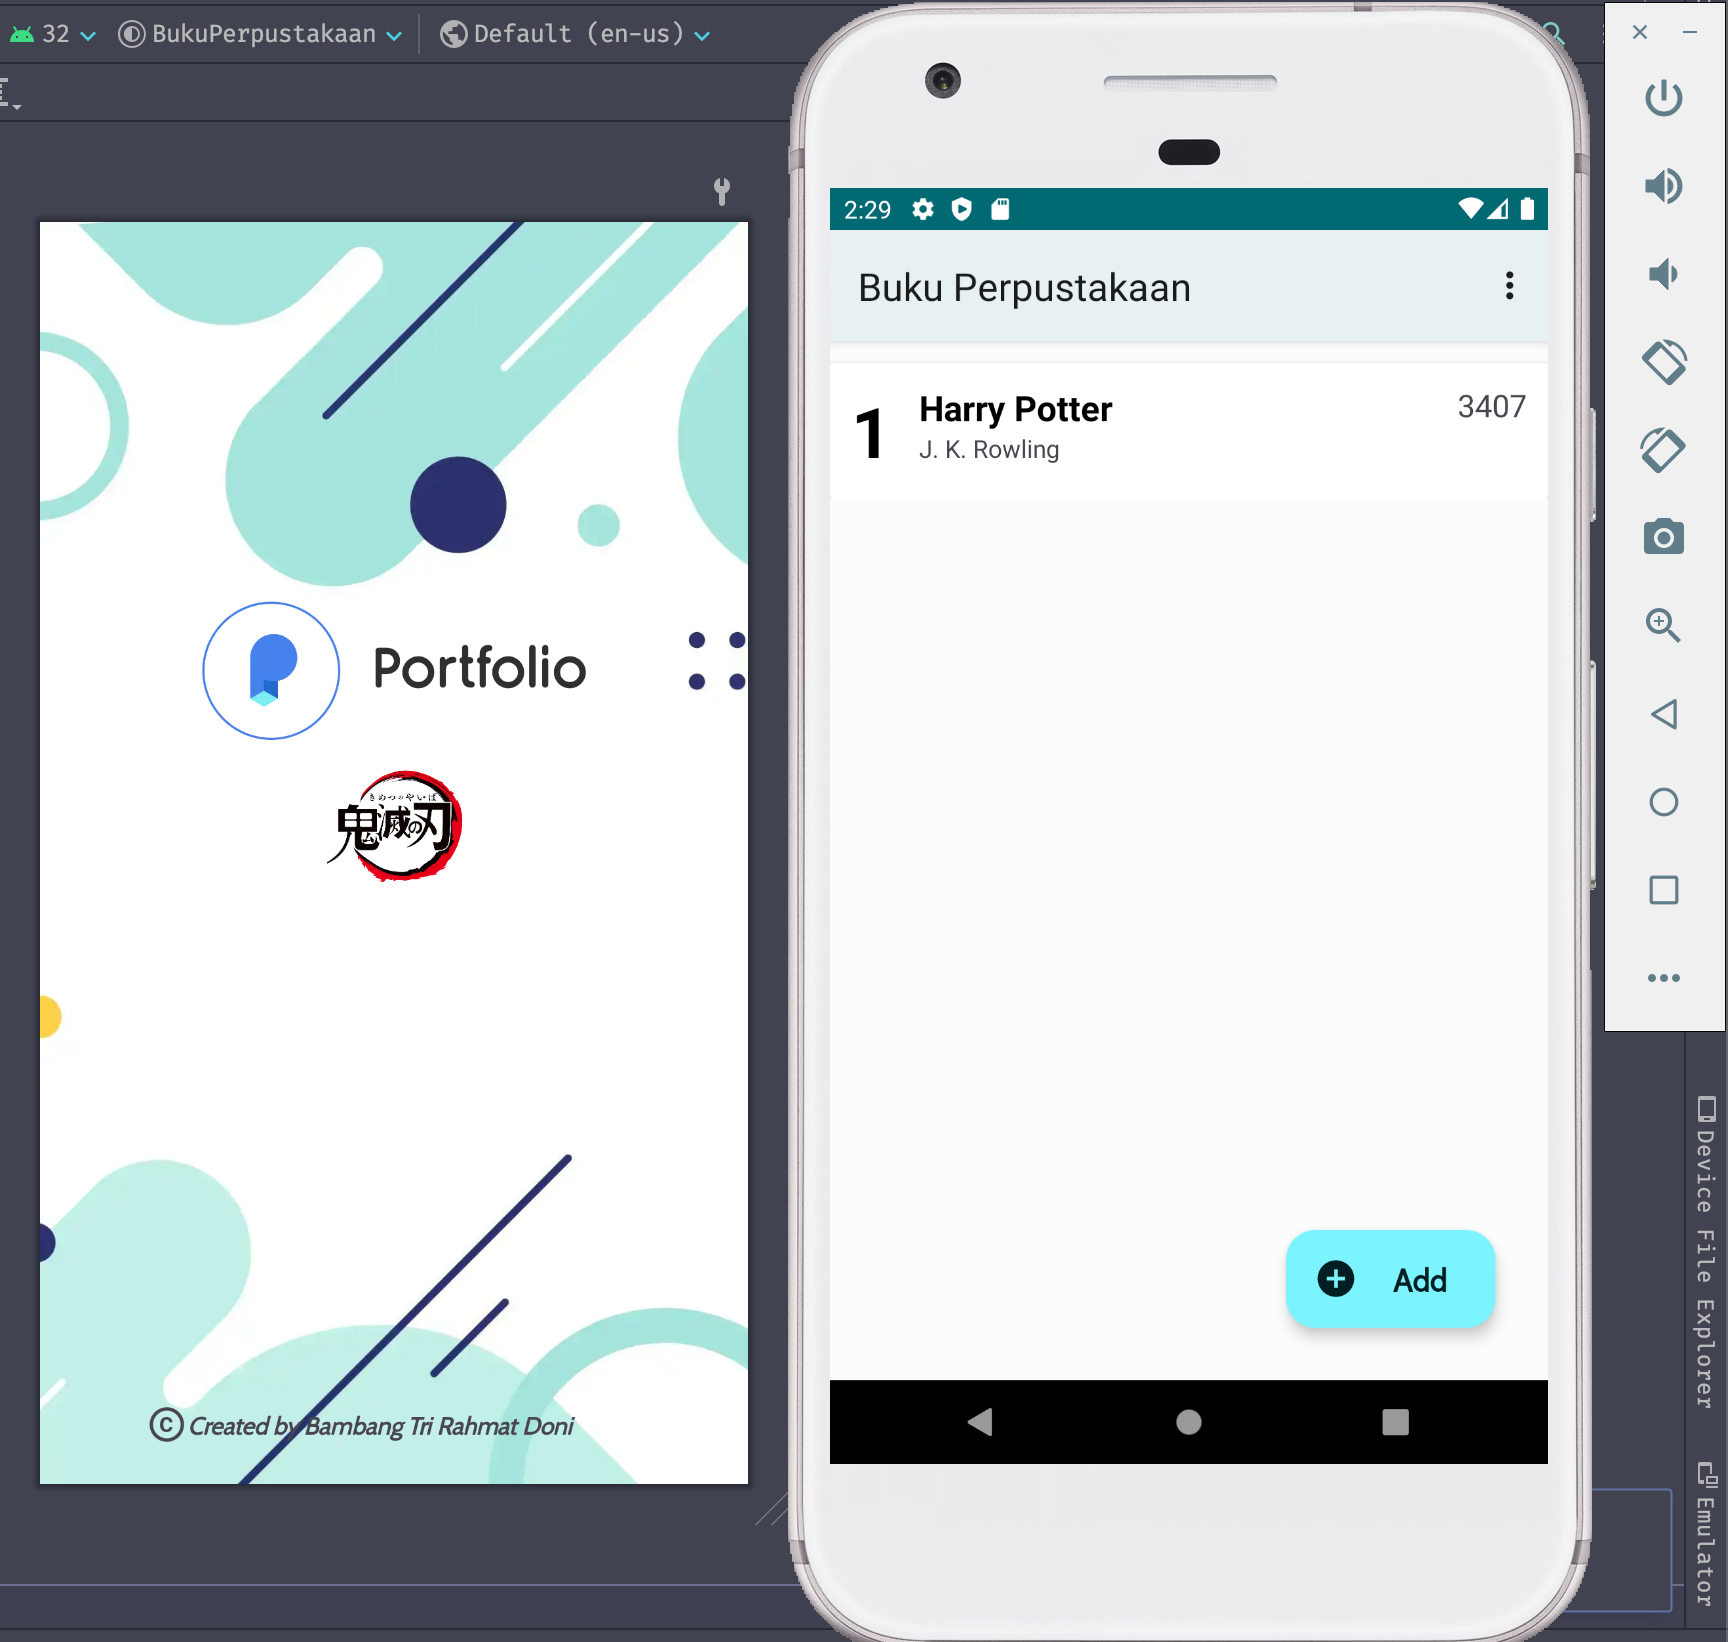 32 BukuPerpustakaan Default (en-us)
Portfolio
きめつのやいば
鬼滅の刃
© Created by Bambang Tri Rahmat Doni
2:29
Buku Perpustakaan
1
Harry Potter
J. K. Rowling
3407
Add
Device File Explorer
Emulator